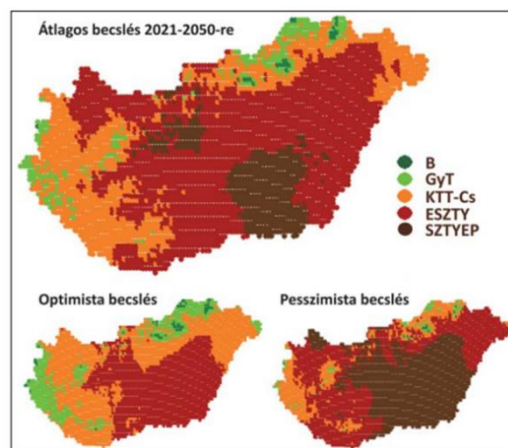 Átlagos becslés 2021-2050-re
B
GyT
KTT-Cs
ESZTY
SZTYEP
Optimista becslés
Pesszimista becslés